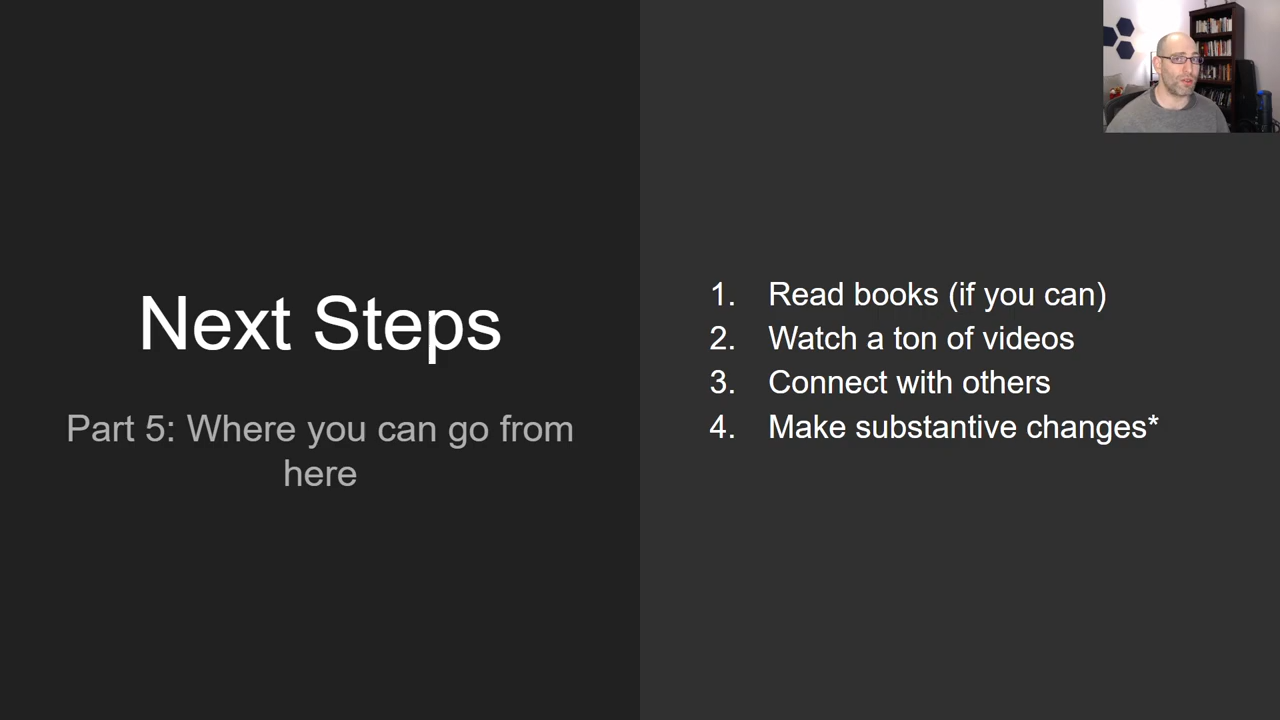 Next Steps
Part 5: Where you can go from
here
1. Read books (if you can)
2. Watch a ton of videos
3. Connect with others
4. Make substantive changes*